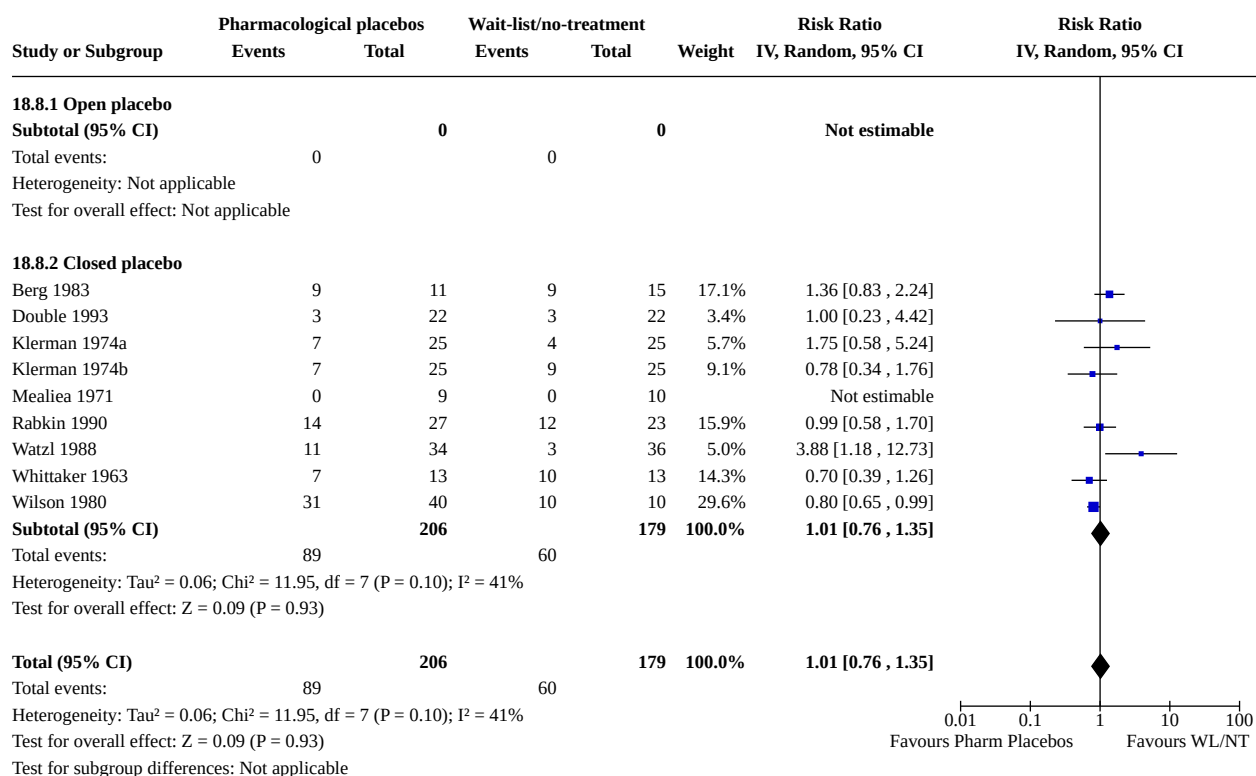 Pharmacological placebos Wait-list/no-treatment Risk Ratio Risk Ratio
Study or Subgroup Events Total Events Total Weight IV, Random, 95% CI IV, Random, 95% CI
18.8.1 Open placebo
Subtotal (95% CI) 0 0 Not estimable
Total events: 0 0
Heterogeneity: Not applicable
Test for overall effect: Not applicable
18.8.2 Closed placebo
Berg 1983 9 11 9 15 17.1% 1.36 [0.83 , 2.24]
Double 1993 3 22 3 22 3.4% 1.00 [0.23 , 4.42]
Klerman 1974a 7 25 4 25 5.7% 1.75 [0.58 , 5.24]
Klerman 1974b 7 25 9 25 9.1% 0.78 [0.34 , 1.76]
Mealiea 1971 0 9 0 10 Not estimable
Rabkin 1990 14 27 12 23 15.9% 0.99 [0.58 , 1.70]
Watzl 1988 11 34 3 36 5.0% 3.88 [1.18 , 12.73]
Whittaker 1963 7 13 10 13 14.3% 0.70 [0.39 , 1.26]
Wilson 1980 31 40 10 10 29.6% 0.80 [0.65 , 0.99]
Subtotal (95% CI) 206 179 100.0% 1.01 [0.76 , 1.35]
Total events: 89 60
Heterogeneity: Tau² = 0.06; Chi² = 11.95, df = 7 (P = 0.10); I² = 41%
Test for overall effect: Z = 0.09 (P = 0.93)
Total (95% CI) 206 179 100.0% 1.01 [0.76 , 1.35]
Total events: 89 60
Heterogeneity: Tau² = 0.06; Chi² = 11.95, df = 7 (P = 0.10); I² = 41%
Test for overall effect: Z = 0.09 (P = 0.93)
Test for subgroup differences: Not applicable
0.01 0.1 1 10 100
Favours Pharm Placebos Favours WL/NT